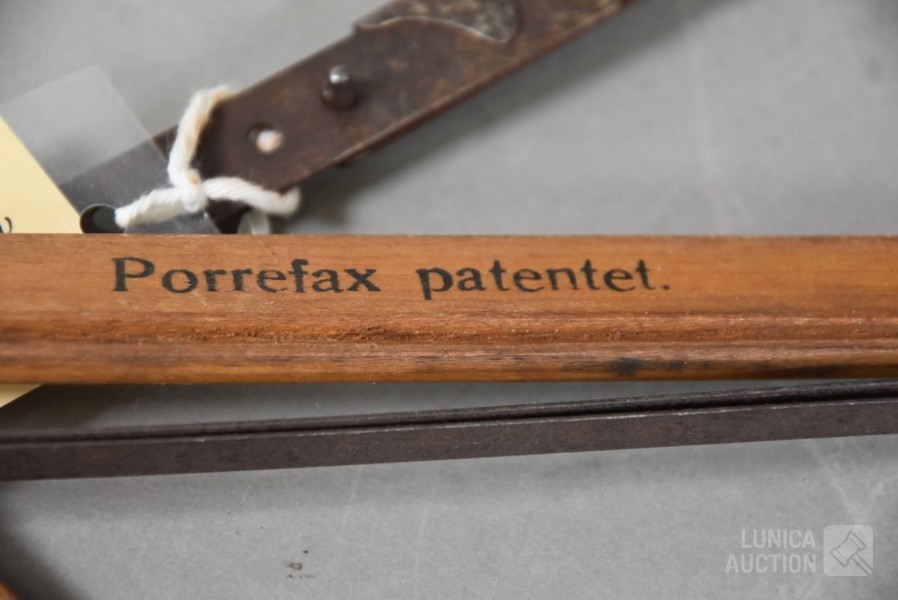 Porrefax patentet.
LUNICA
AUCTION